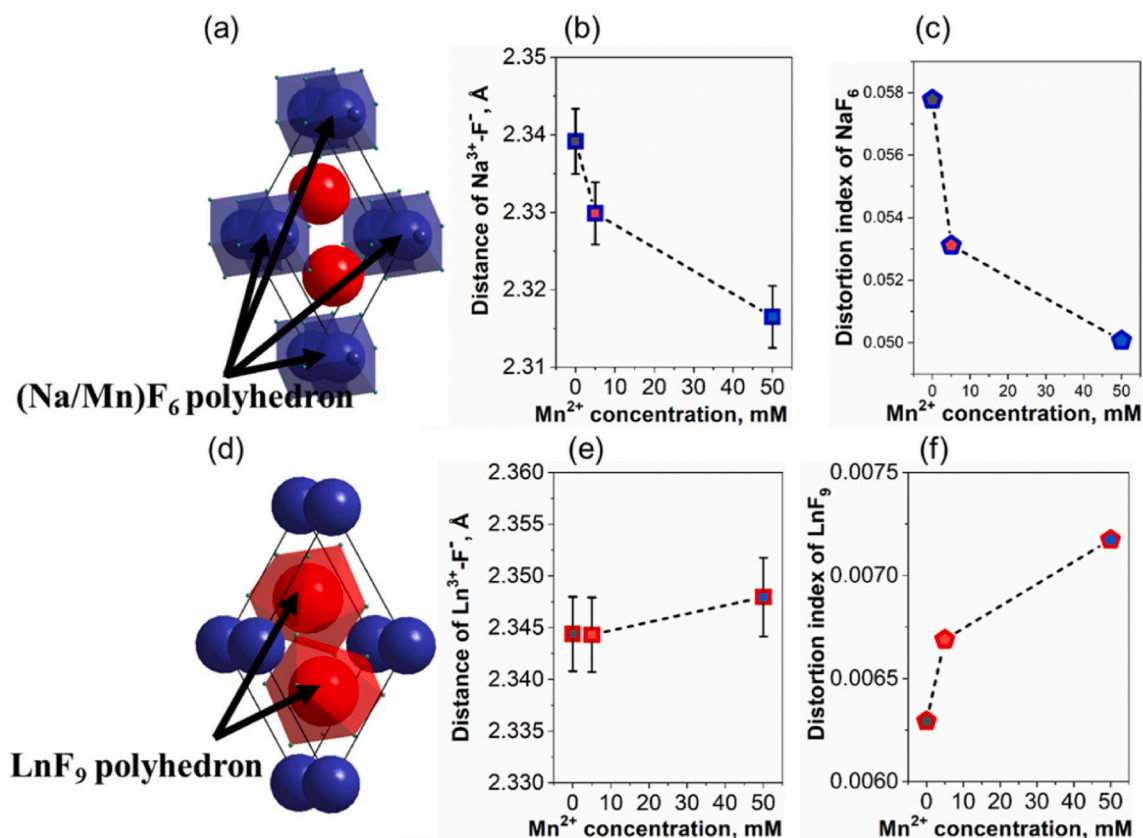 (a)
(Na/Mn)F6 polyhedron
(b)
2.35
2.34
2.33
2.32
2.31
Distance of Na3+-F-, Å
0 10 20 30 40 50
Mn2+ concentration, mM
(c)
0.058
0.056
0.054
0.052
0.050
Distortion index of NaF6
0 10 20 30 40 50
Mn2+ concentration, mM
(d)
LnF9 polyhedron
(e)
2.360
2.355
2.350
2.345
2.340
2.335
2.330
Distance of Ln3+-F-, Å
0 10 20 30 40 50
Mn2+ concentration, mM
(f)
0.0075
0.0070
0.0065
0.0060
Distortion index of LnF9
0 10 20 30 40 50
Mn2+ concentration, mM